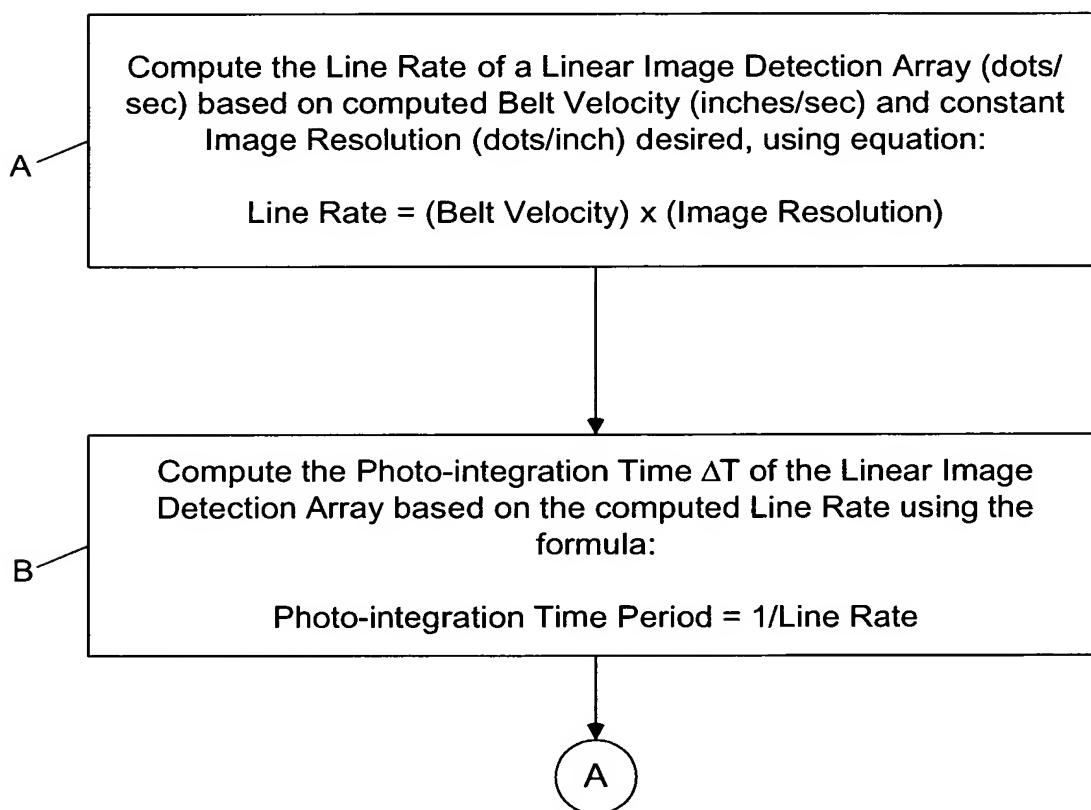 Compute the Line Rate of a Linear Image Detection Array (dots/
sec) based on computed Belt Velocity (inches/sec) and constant
Image Resolution (dots/inch) desired, using equation:
A
Line Rate = (Belt Velocity) x (Image Resolution)
Compute the Photo-integration Time ΔT of the Linear Image
Detection Array based on the computed Line Rate using the
formula:
B
Photo-integration Time Period = 1/Line Rate
A